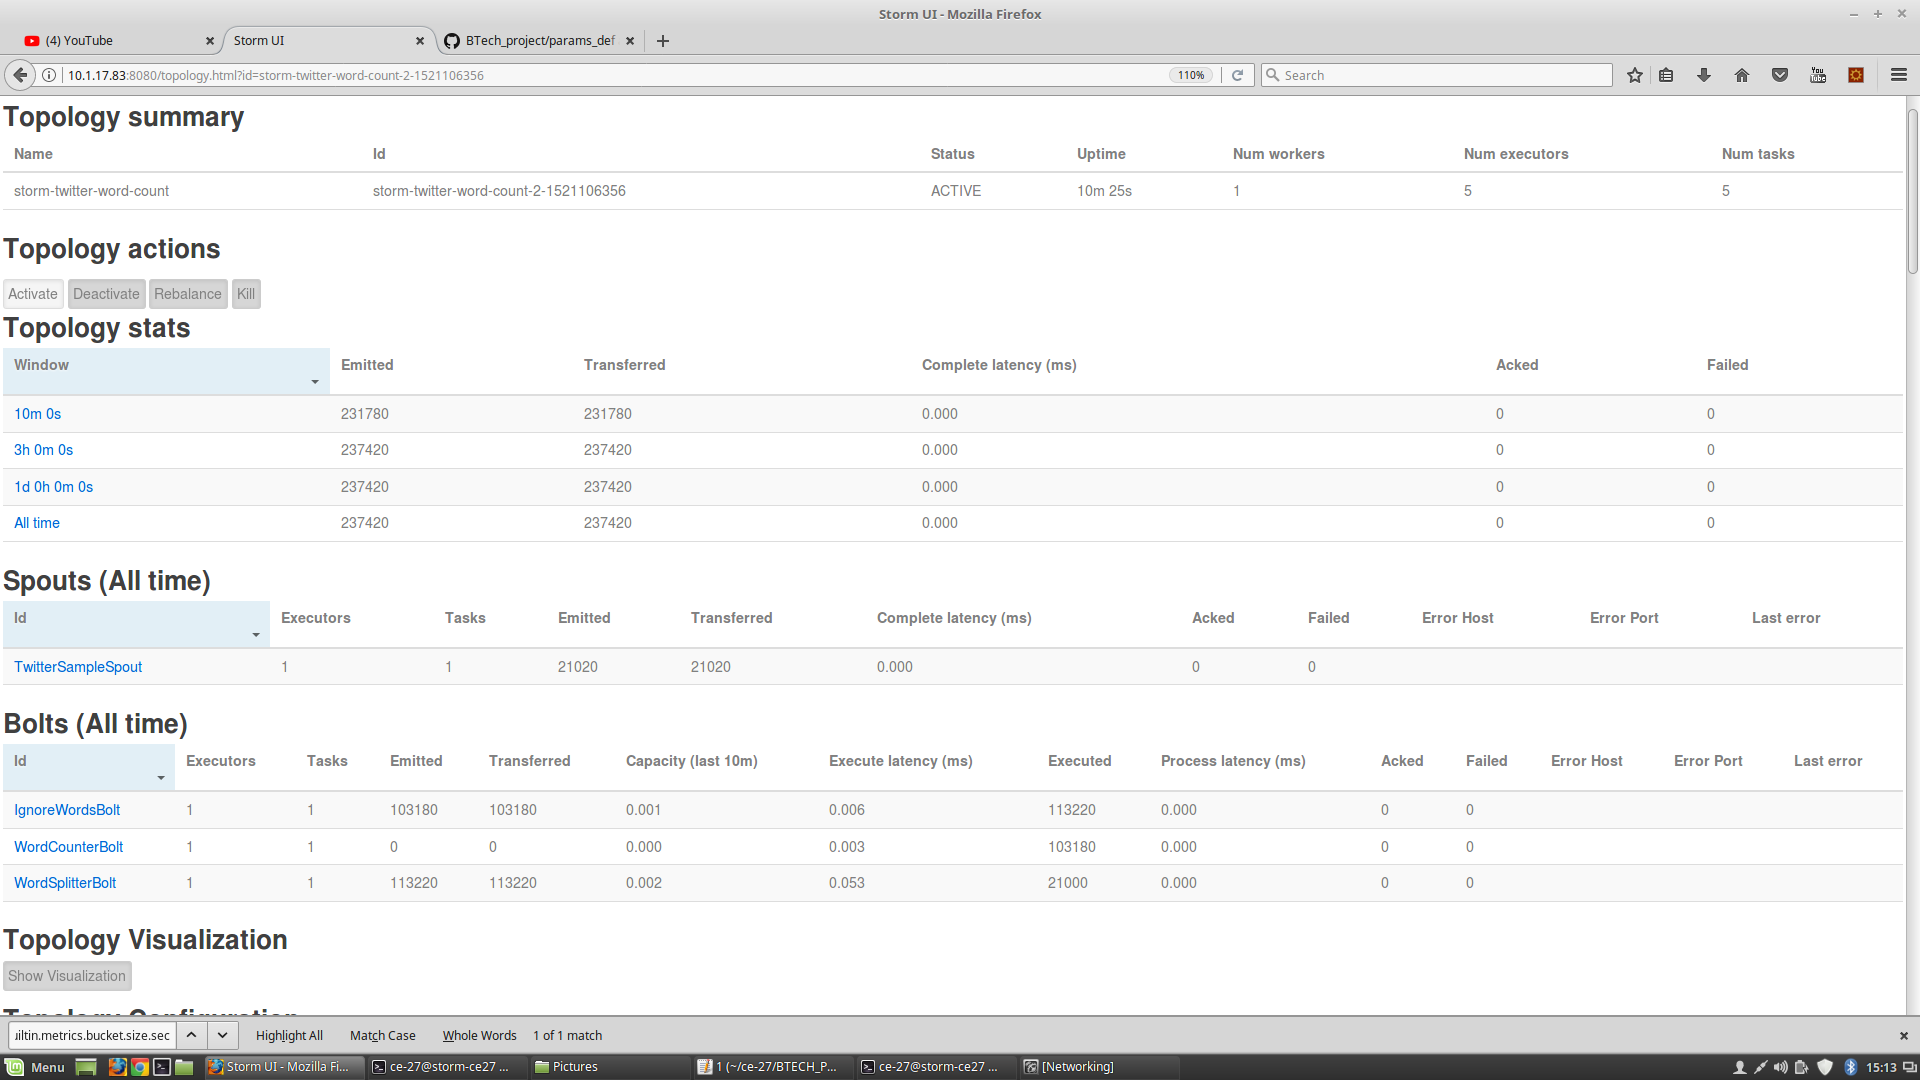 Storm UI - Mozilla Firefox
(4) YouTube
Storm UI
BTech_project/params_def
10.1.17.83:8080/topology.html?id=storm-twitter-word-count-2-1521106356
110%
Search
You Tube
Topology summary
Name Id Status Uptime Num workers Num executors Num tasks
storm-twitter-word-count storm-twitter-word-count-2-1521106356 ACTIVE 10m 25s 1 5 5
Topology actions
Activate Deactivate Rebalance Kill
Topology stats
Window Emitted Transferred Complete latency (ms) Acked Failed
10m 0s 231780 231780 0.000 0 0
3h 0m 0s 237420 237420 0.000 0 0
1d 0h 0m 0s 237420 237420 0.000 0 0
All time 237420 237420 0.000 0 0
Spouts (All time)
Id Executors Tasks Emitted Transferred Complete latency (ms) Acked Failed Error Host Error Port Last error
TwitterSampleSpout 1 1 21020 21020 0.000 0 0
Bolts (All time)
Id Executors Tasks Emitted Transferred Capacity (last 10m) Execute latency (ms) Executed Process latency (ms) Acked Failed Error Host Error Port Last error
IgnoreWordsBolt 1 1 103180 103180 0.001 0.006 113220 0.000 0 0
WordCounterBolt 1 1 0 0 0.000 0.003 103180 0.000 0 0
WordSplitterBolt 1 1 113220 113220 0.002 0.053 21000 0.000 0 0
Topology Visualization
Show Visualization
Topology Configuration
iltin.metrics.bucket.size.sec Highlight All Match Case Whole Words 1 of 1 match
Menu Storm UI - Mozilla Fi... ce-27@storm-ce27 ... Pictures 1 (~/ce-27/BTECH_P... ce-27@storm-ce27 ... [Networking] 15:13